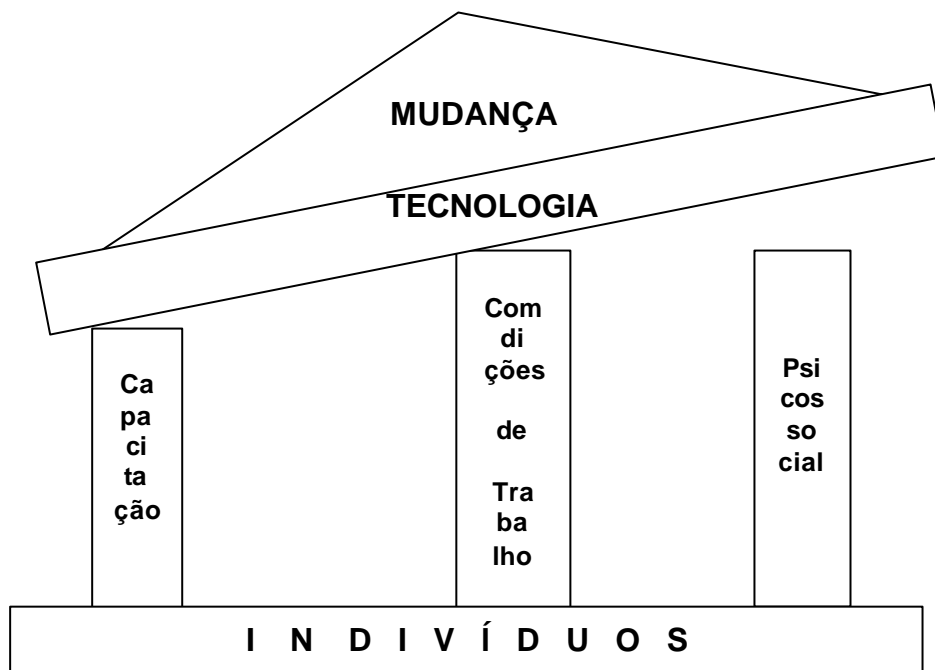 MUDANÇA
TECNOLOGIA
Ca
pa
ci
ta
ção
Com
di
ções
de
Tra
ba
lho
Psi
cos
so
cial
I N D I V Í D U O S